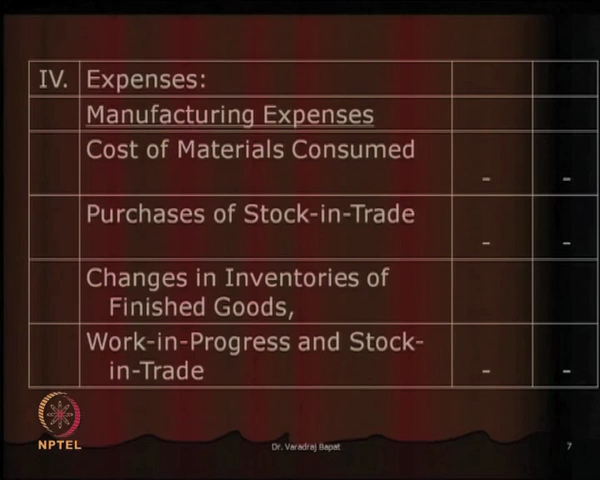 IV. Expenses:
Manufacturing Expenses
Cost of Materials Consumed
- -
Purchases of Stock-in-Trade
- -
Changes in Inventories of
Finished Goods,
Work-in-Progress and Stock-
in-Trade - -
NPTEL
Dr. Varadraj Bapat
7